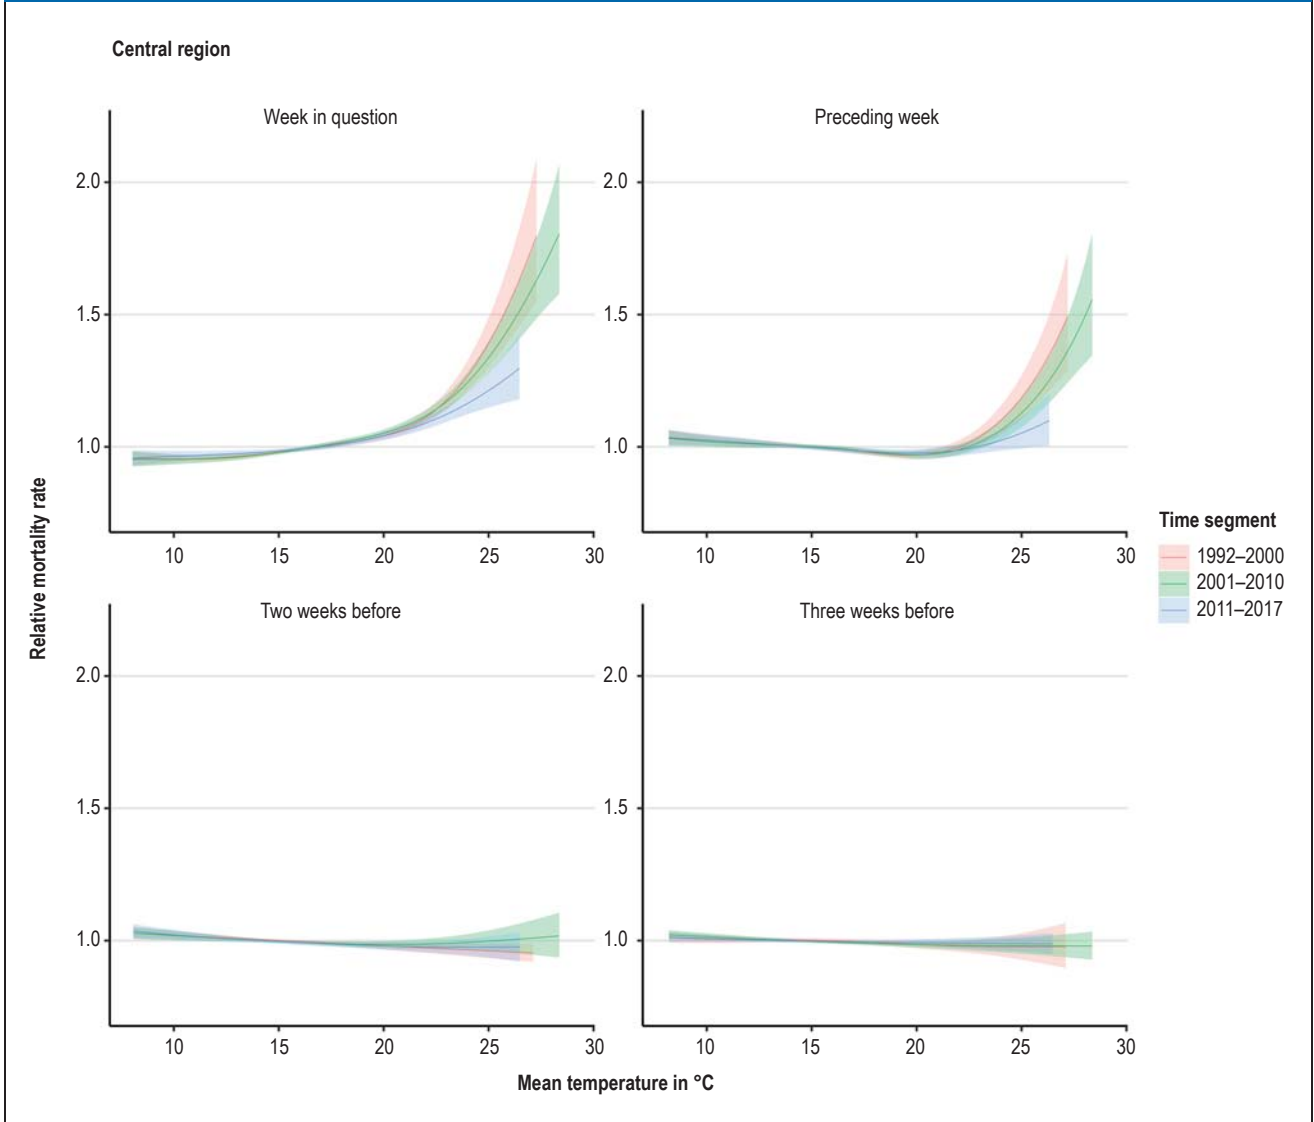 Central region
Week in question
Preceding week
2.0
1.5
1.0
2.0
1.5
1.0
10 15 20 25 30
10 15 20 25 30
Relative mortality rate
Time segment
1992–2000
2001–2010
2011–2017
Two weeks before
Three weeks before
2.0
1.5
1.0
2.0
1.5
1.0
10 15 20 25 30
10 15 20 25 30
Mean temperature in °C